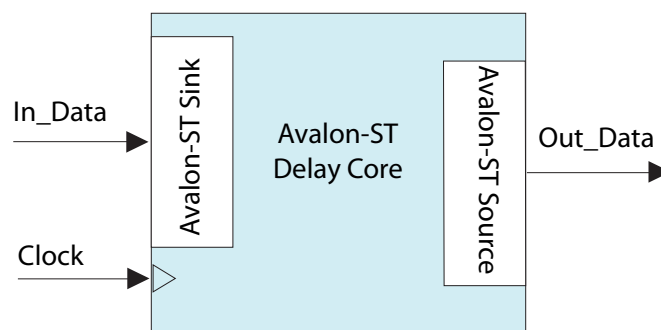 In_Data
Clock
Avalon-ST Sink
Avalon-ST
Delay Core
Avalon-ST Source
Out_Data